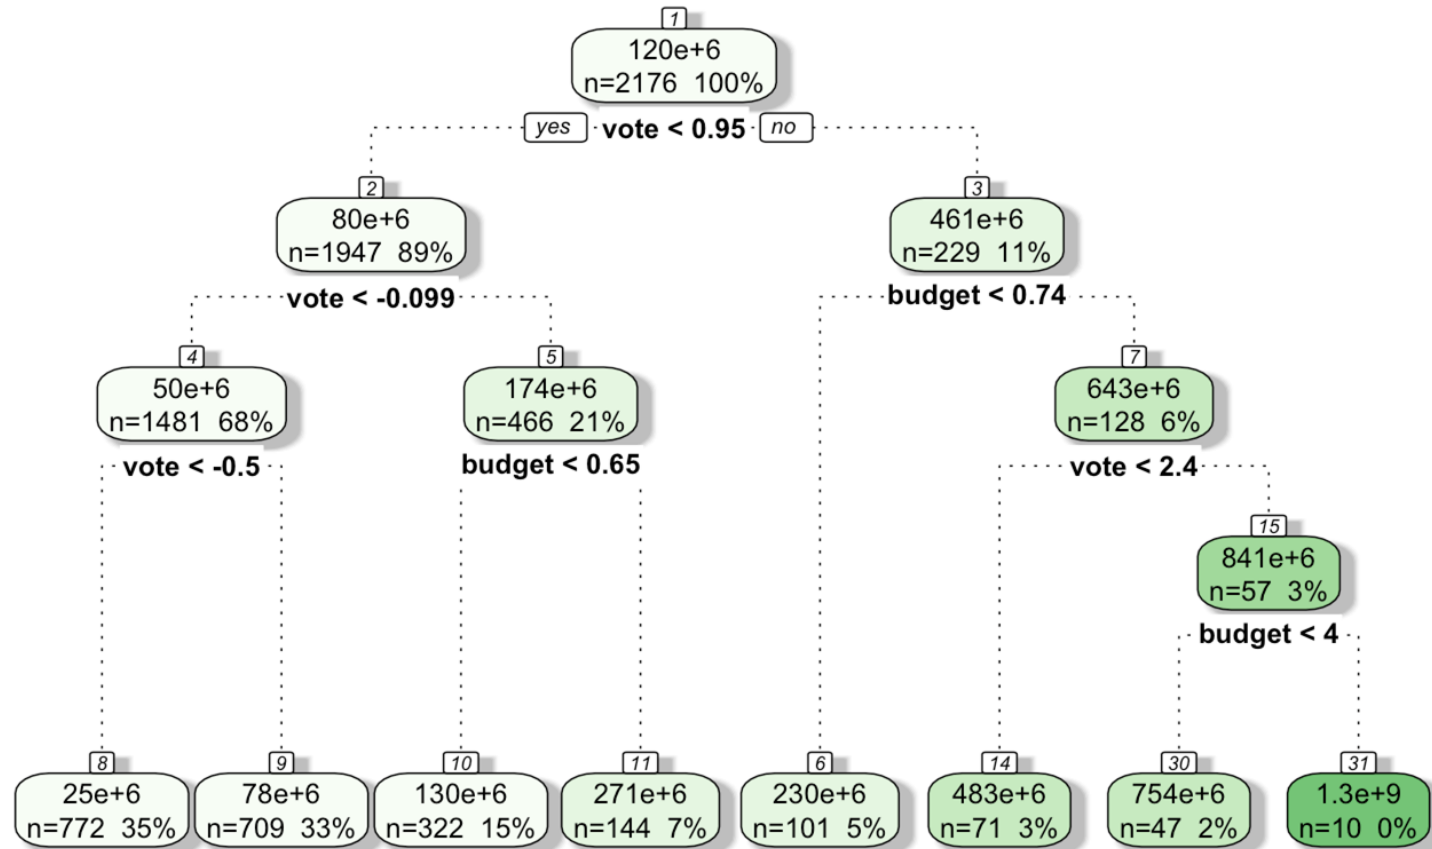 1
120e+6
n=2176 100%
yes vote < 0.95 no
2
80e+6
n=1947 89%
3
461e+6
n=229 11%
vote < -0.099
budget < 0.74
4
50e+6
n=1481 68%
5
174e+6
n=466 21%
7
643e+6
n=128 6%
vote < -0.5
budget < 0.65
vote < 2.4
15
841e+6
n=57 3%
budget < 4
8
25e+6
n=772 35%
9
78e+6
n=709 33%
10
130e+6
n=322 15%
11
271e+6
n=144 7%
6
230e+6
n=101 5%
14
483e+6
n=71 3%
30
754e+6
n=47 2%
31
1.3e+9
n=10 0%